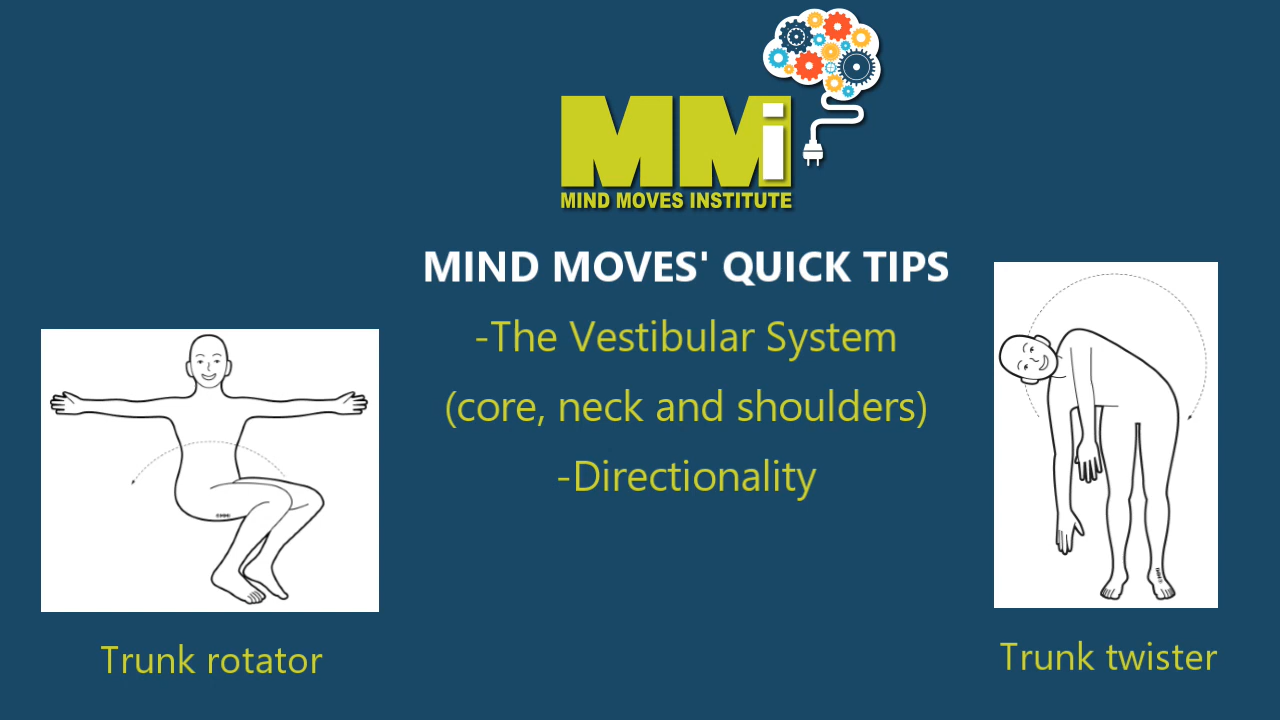 MMi
MIND MOVES INSTITUTE
MIND MOVES' QUICK TIPS
-The Vestibular System
(core, neck and shoulders)
-Directionality
Trunk rotator
Trunk twister